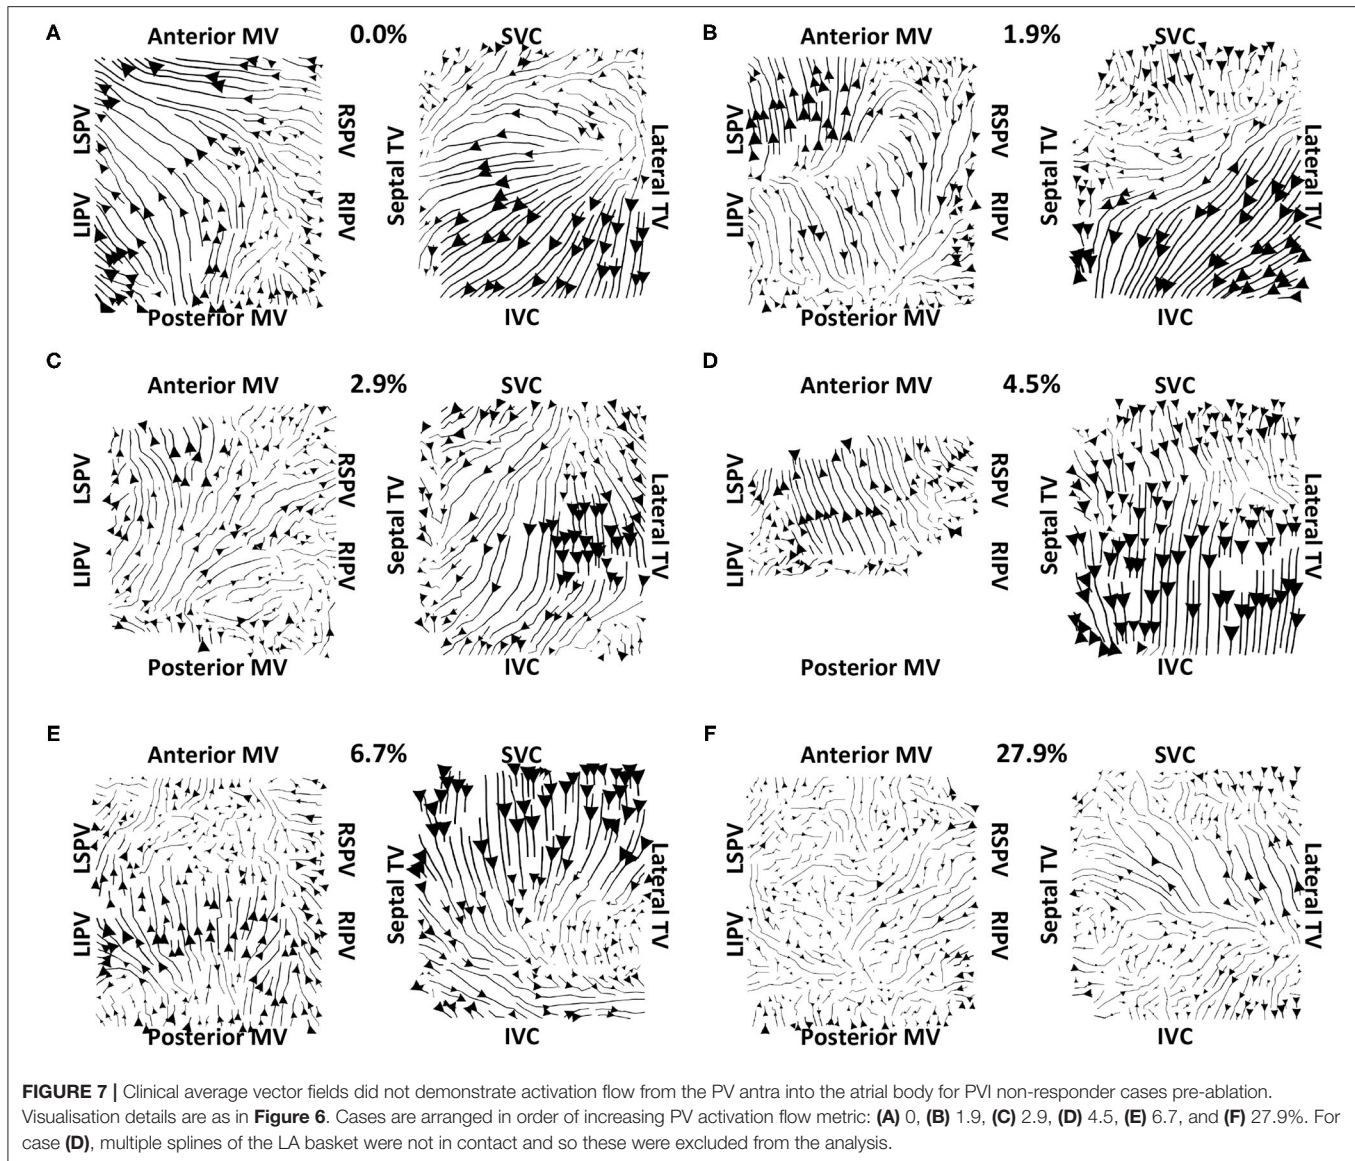 A
Anterior MV 0.0% SVC
LSPV
LIPV
RSPV
RIPV
Septal TV
Lateral TV
Posterior MV IVC
B
Anterior MV 1.9% SVC
LSPV
LIPV
RSPV
RIPV
Septal TV
Lateral TV
Posterior MV IVC
C
Anterior MV 2.9% SVC
LSPV
LIPV
RSPV
RIPV
Septal TV
Lateral TV
Posterior MV IVC
D
Anterior MV 4.5% SVC
LSPV
LIPV
RSPV
RIPV
Septal TV
Lateral TV
Posterior MV IVC
E
Anterior MV 6.7% SVC
LSPV
LIPV
RSPV
RIPV
Septal TV
Lateral TV
Posterior MV IVC
F
Anterior MV 27.9% SVC
LSPV
LIPV
RSPV
RIPV
Septal TV
Lateral TV
Posterior MV IVC
FIGURE 7 | Clinical average vector fields did not demonstrate activation flow from the PV antra into the atrial body for PVI non-responder cases pre-ablation.
Visualisation details are as in Figure 6. Cases are arranged in order of increasing PV activation flow metric: (A) 0, (B) 1.9, (C) 2.9, (D) 4.5, (E) 6.7, and (F) 27.9%. For
case (D), multiple splines of the LA basket were not in contact and so these were excluded from the analysis.